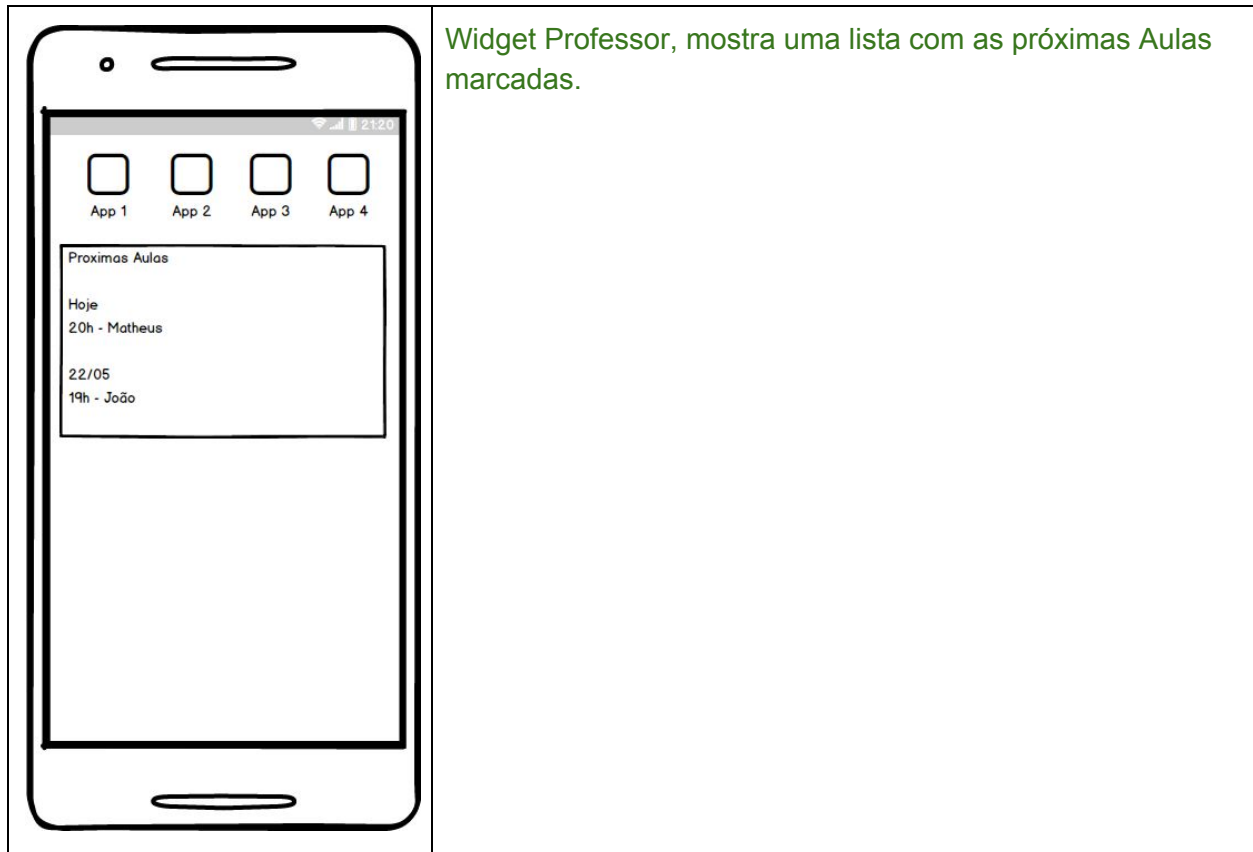 21:20
App 1 App 2 App 3 App 4
Proximas Aulas
Hoje
20h - Matheus
22/05
19h - João
Widget Professor, mostra uma lista com as próximas Aulas
marcadas.